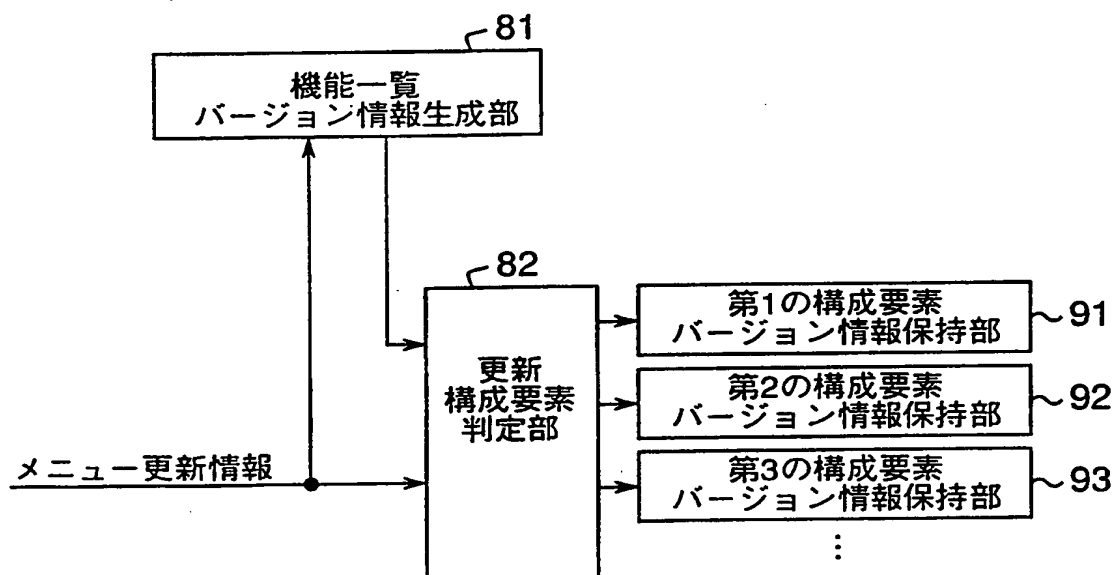 81
機能一覧
バージョン情報生成部
82
更新
構成要素
判定部
メニュー更新情報
第1の構成要素
バージョン情報保持部
91
第2の構成要素
バージョン情報保持部
92
第3の構成要素
バージョン情報保持部
93
⋮